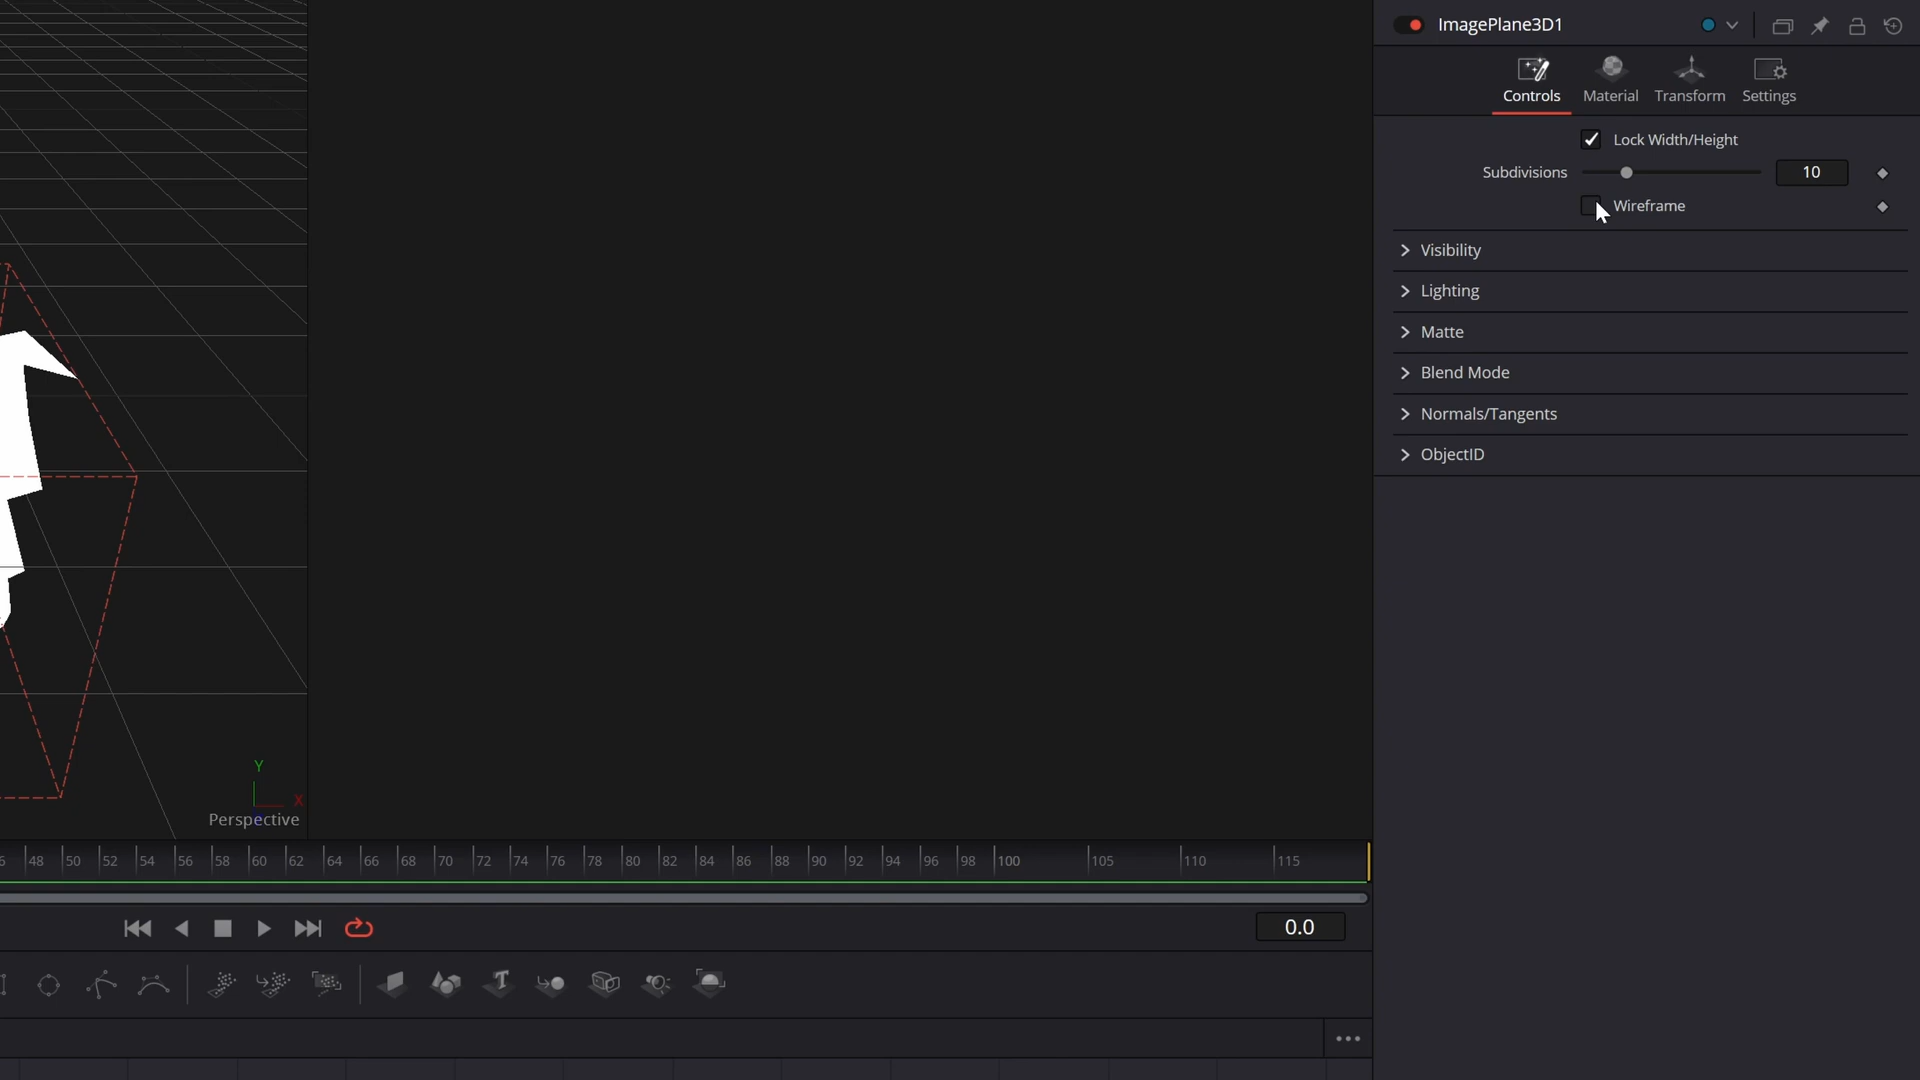 ImagePlane3D1
Controls Material Transform Settings
Lock Width/Height
Subdivisions 10
Wireframe
Visibility
Lighting
Matte
Blend Mode
Normals/Tangents
ObjectID
Y
X
Perspective
48 50 52 54 56 58 60 62 64 66 68 70 72 74 76 78 80 82 84 86 88 90 92 94 96 98 100 105 110 115
0.0